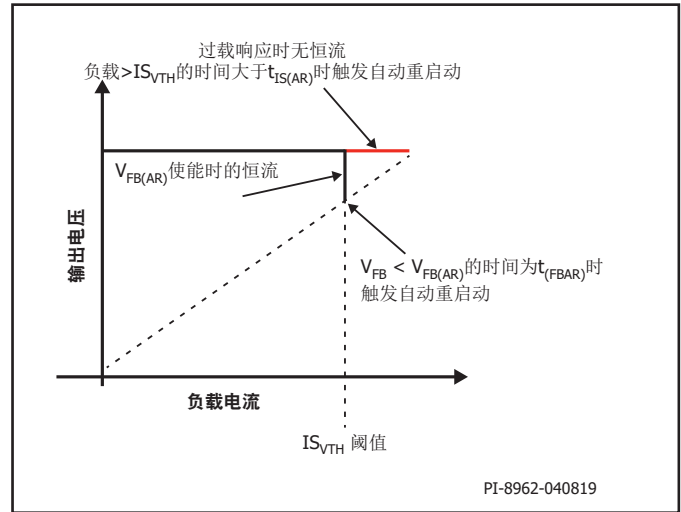 过载响应时无恒流
负载>IS_VTH的时间大于t_IS(AR)时触发自动重启动
V_FB(AR)使能时的恒流
输出电压
V_FB < V_FB(AR)的时间为t_(FBAR)时
触发自动重启动
负载电流
IS_VTH 阈值
PI-8962-040819